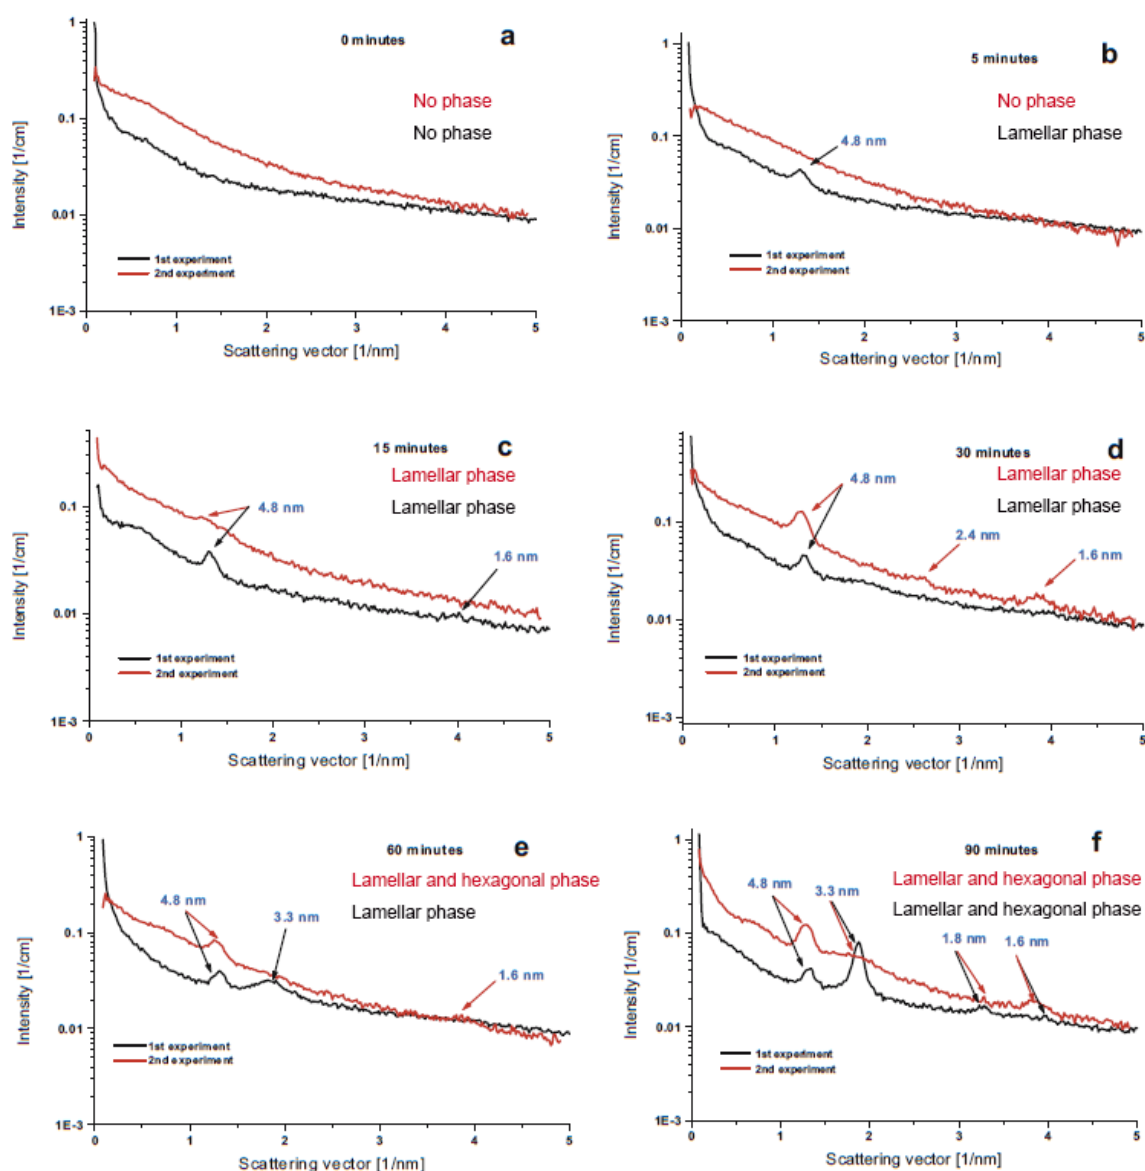 a
0 minutes
No phase
No phase
Intensity [1/cm]
1
0.1
0.01
1E-3
1st experiment
2nd experiment
0 1 2 3 4 5
Scattering vector [1/nm]
b
5 minutes
No phase
Lamellar phase
4.8 nm
Intensity [1/cm]
1
0.1
0.01
1E-3
1st experiment
2nd experiment
0 1 2 3 4 5
Scattering vector [1/nm]
c
15 minutes
Lamellar phase
Lamellar phase
4.8 nm
1.6 nm
Intensity [1/cm]
0.1
0.01
1E-3
1st experiment
2nd experiment
0 1 2 3 4 5
Scattering vector [1/nm]
d
30 minutes
Lamellar phase
Lamellar phase
4.8 nm
2.4 nm
1.6 nm
Intensity [1/cm]
0.1
0.01
1E-3
1st experiment
2nd experiment
0 1 2 3 4 5
Scattering vector [1/nm]
e
60 minutes
Lamellar and hexagonal phase
Lamellar phase
4.8 nm
3.3 nm
1.6 nm
Intensity [1/cm]
1
0.1
0.01
1E-3
1st experiment
2nd experiment
0 1 2 3 4 5
Scattering vector [1/nm]
f
90 minutes
Lamellar and hexagonal phase
Lamellar and hexagonal phase
4.8 nm
3.3 nm
1.8 nm
1.6 nm
Intensity [1/cm]
1
0.1
0.01
1E-3
1st experiment
2nd experiment
0 1 2 3 4 5
Scattering vector [1/nm]